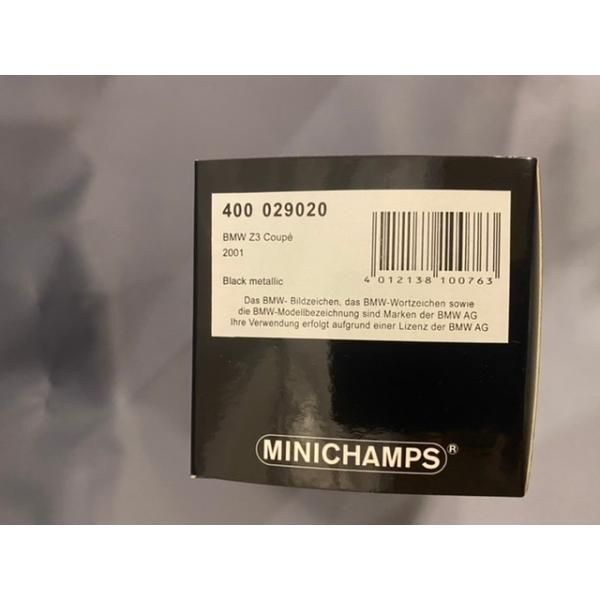 400 029020
BMW Z3 Coupé
2001
Black metallic
4 012138 100763
Das BMW- Bildzeichen, das BMW-Wortzeichen sowie
die BMW-Modellbezeichnung sind Marken der BMW AG
Ihre Verwendung erfolgt aufgrund einer Lizenz der BMW AG
MINICHAMPS®